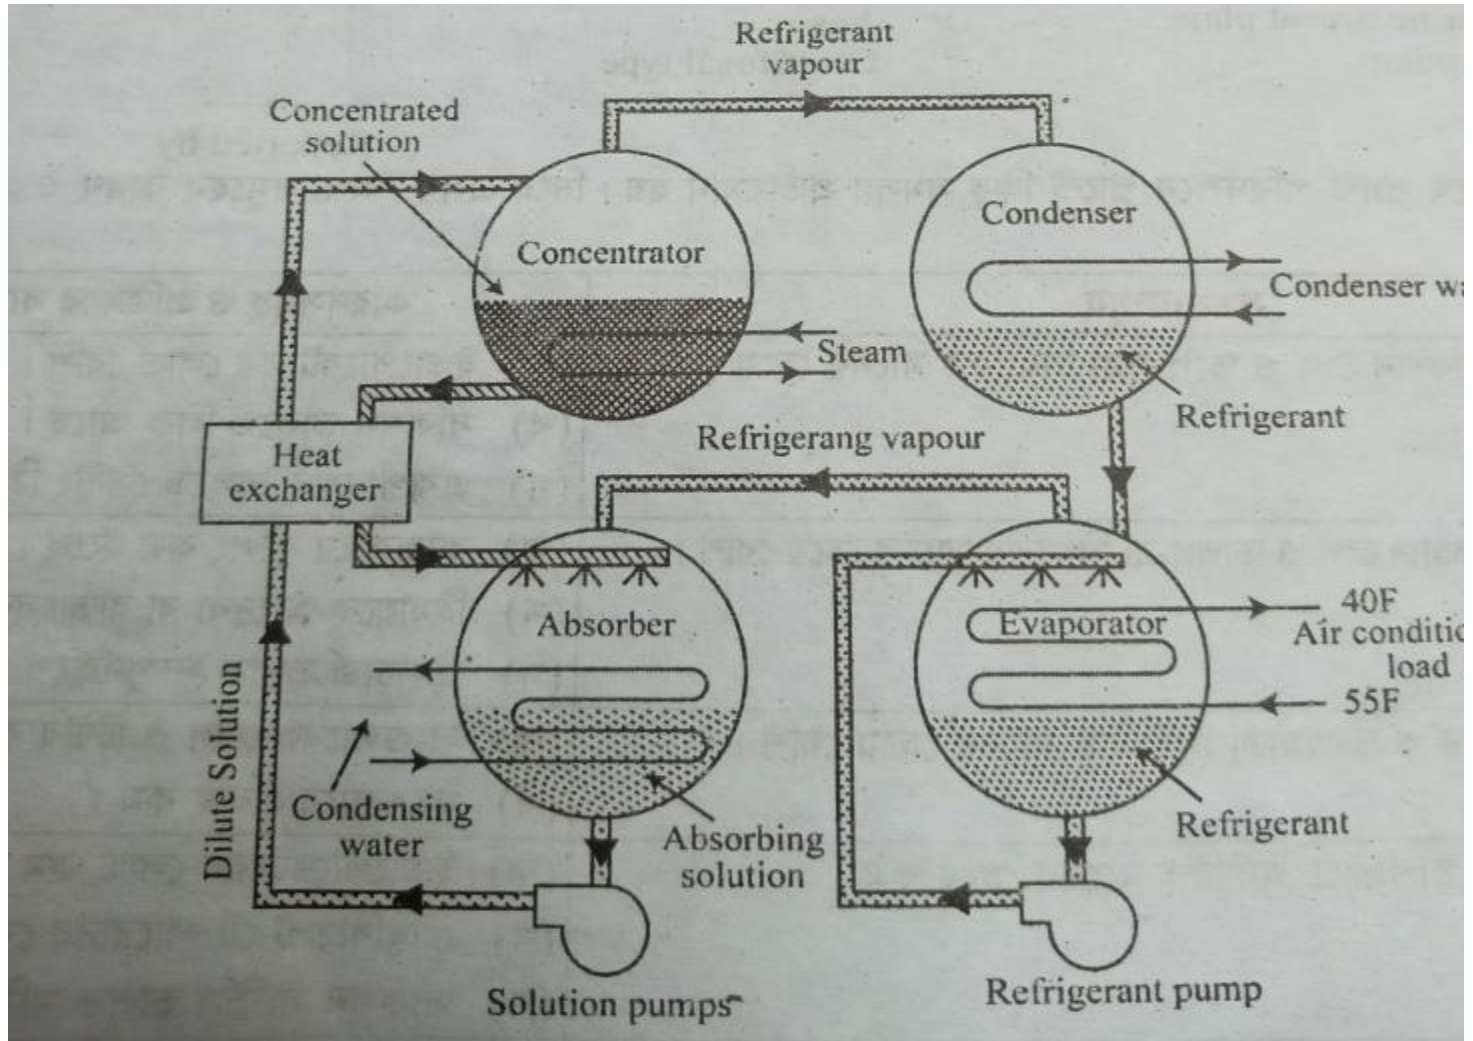 Refrigerant
vapour
Concentrated
solution
Concentrator
Condenser
Condenser
Steam
Refrigerant
Heat
exchanger
Refrigerang vapour
Absorber
Evaporator
40F
Air
load
55F
Dilute Solution
Condensing
water
Absorbing
solution
Refrigerant
Solution pumps
Refrigerant pump